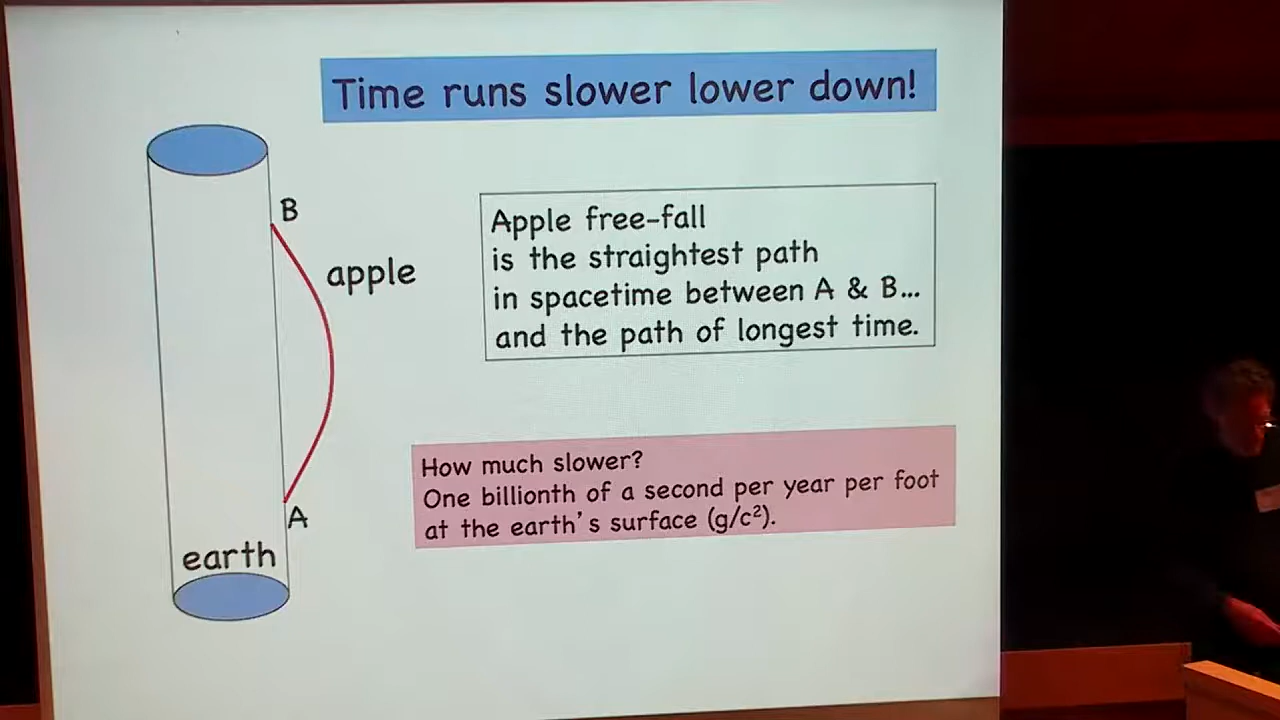 Time runs slower lower down!
B
apple
Apple free-fall
is the straightest path
in spacetime between A & B...
and the path of longest time.
How much slower?
One billionth of a second per year per foot
at the earth's surface (g/c²).
A
earth